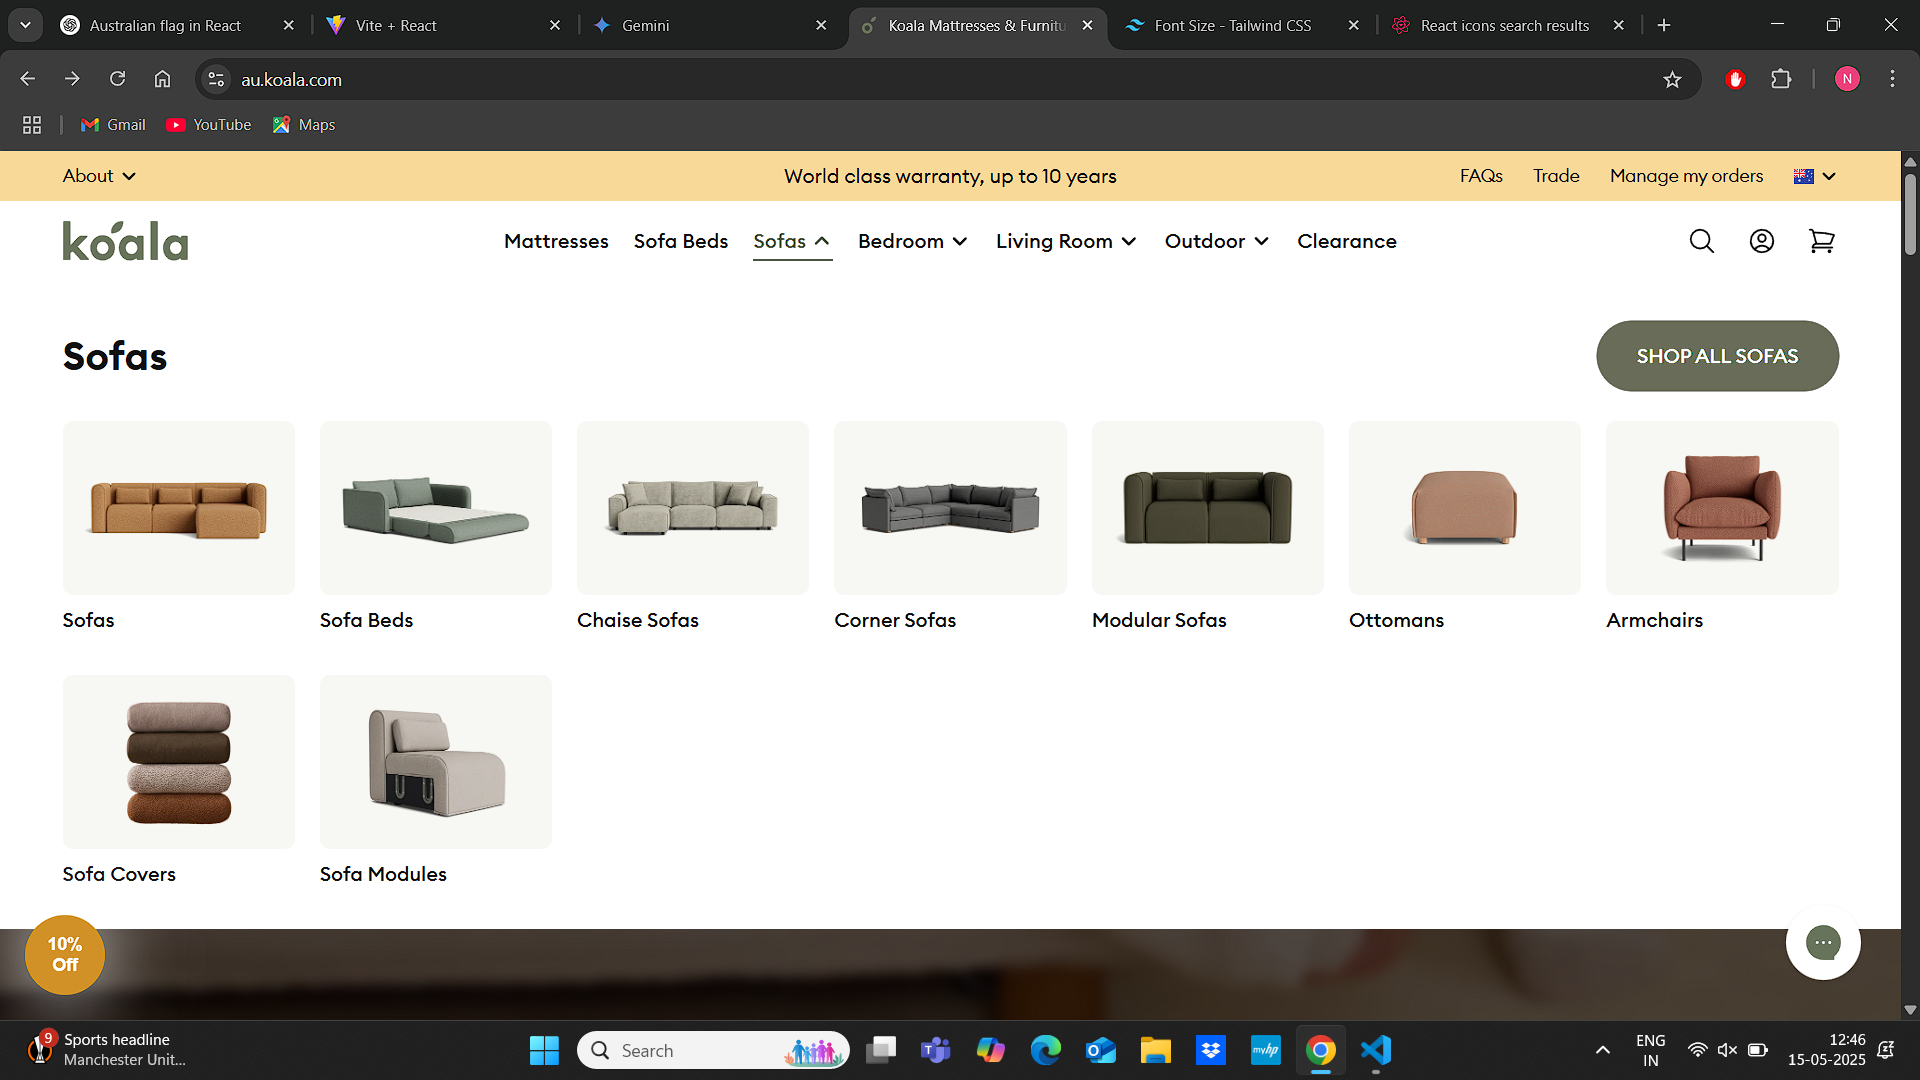 Australian flag in React
Vite + React
Gemini
Koala Mattresses & Furnitu
Font Size - Tailwind CSS
React icons search results
au.koala.com
N
Gmail
YouTube
Maps
About
World class warranty, up to 10 years
FAQs
Trade
Manage my orders
koala
Mattresses
Sofa Beds
Sofas
Bedroom
Living Room
Outdoor
Clearance
Sofas
SHOP ALL SOFAS
Sofas
Sofa Beds
Chaise Sofas
Corner Sofas
Modular Sofas
Ottomans
Armchairs
Sofa Covers
Sofa Modules
10%
Off
9
Sports headline
Manchester Unit...
Search
myhp
ENG
IN
12:46
15-05-2025